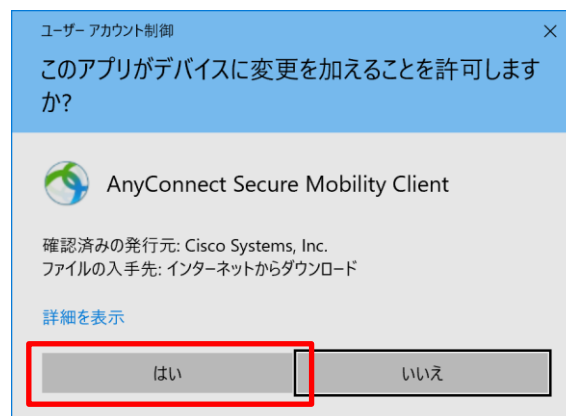 ユーザー アカウント制御
このアプリがデバイスに変更を加えることを許可します
か?
AnyConnect Secure Mobility Client
確認済みの発行元: Cisco Systems, Inc.
ファイルの入手先: インターネットからダウンロード
詳細を表示
はい
いいえ